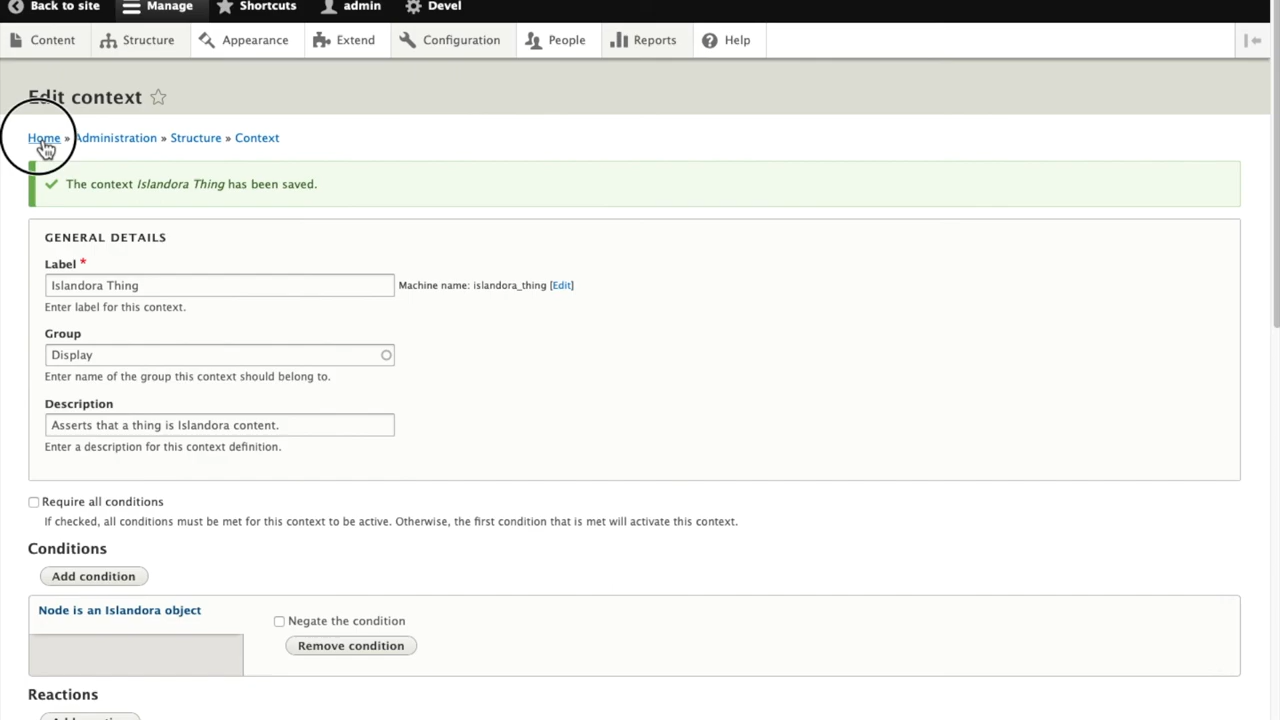 Back to site Manage Shortcuts admin Devel
Content Structure Appearance Extend Configuration People Reports Help
Edit context
Home » Administration » Structure » Context
The context Islandora Thing has been saved.
GENERAL DETAILS
Label *
Islandora Thing Machine name: islandora_thing [Edit]
Enter label for this context.
Group
Display
Enter name of the group this context should belong to.
Description
Asserts that a thing is Islandora content.
Enter a description for this context definition.
Require all conditions
If checked, all conditions must be met for this context to be active. Otherwise, the first condition that is met will activate this context.
Conditions
Add condition
Node is an Islandora object
Negate the condition
Remove condition
Reactions